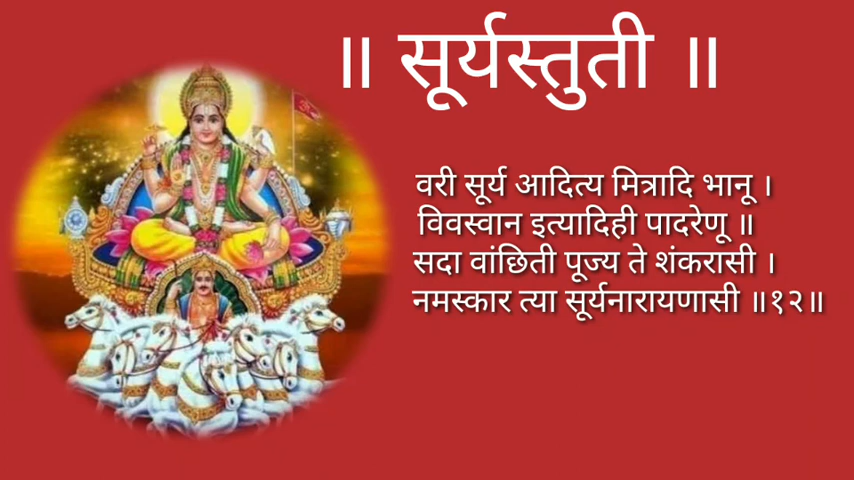 ॥ सूर्यस्तुती ॥
वरी सूर्य आदित्य मित्रादि भानू ।
विवस्वान इत्यादिही पादरेणू ॥
सदा वांछिती पूज्य ते शंकरासी ।
नमस्कार त्या सूर्यनारायणासी ॥१२॥